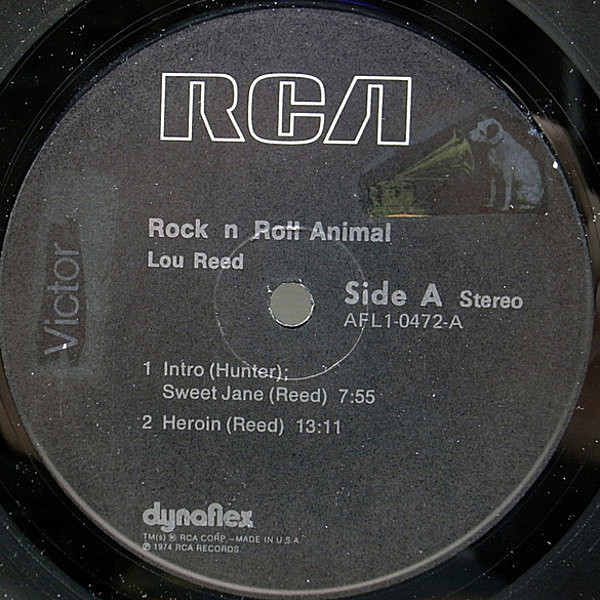 RCA
Rock n Roll Animal
Lou Reed
Victor
Side A Stereo
AFL1-0472-A
1 Intro (Hunter);
Sweet Jane (Reed) 7:55
2 Heroin (Reed) 13:11
dynaflex
TM(s) ® RCA CORP.—MADE IN U.S.A.
℗ 1974 RCA RECORDS